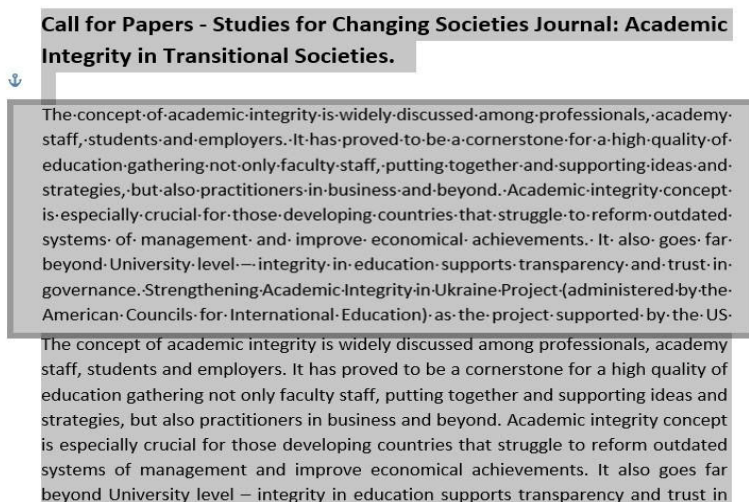 Call for Papers - Studies for Changing Societies Journal: Academic
Integrity in Transitional Societies.
The·concept·of·academic·integrity·is·widely·discussed·among·professionals,·academy·
staff,·students·and·employers.·It·has·proved·to·be·a·cornerstone·for·a·high·quality·of·
education·gathering·not·only·faculty·staff,·putting·together·and·supporting·ideas·and·
strategies,·but·also·practitioners·in·business·and·beyond.·Academic·integrity·concept·
is·especially·crucial·for·those·developing·countries·that·struggle·to·reform·outdated·
systems·of·management·and·improve·economical·achievements.·It·also·goes·far·
beyond·University·level·–·integrity·in·education·supports·transparency·and·trust·in·
governance.·Strengthening·Academic·Integrity·in·Ukraine·Project·(administered·by·the·
American·Councils·for·International·Education)·as·the·project·supported·by·the·US·
The concept of academic integrity is widely discussed among professionals, academy
staff, students and employers. It has proved to be a cornerstone for a high quality of
education gathering not only faculty staff, putting together and supporting ideas and
strategies, but also practitioners in business and beyond. Academic integrity concept
is especially crucial for those developing countries that struggle to reform outdated
systems of management and improve economical achievements. It also goes far
beyond University level – integrity in education supports transparency and trust in